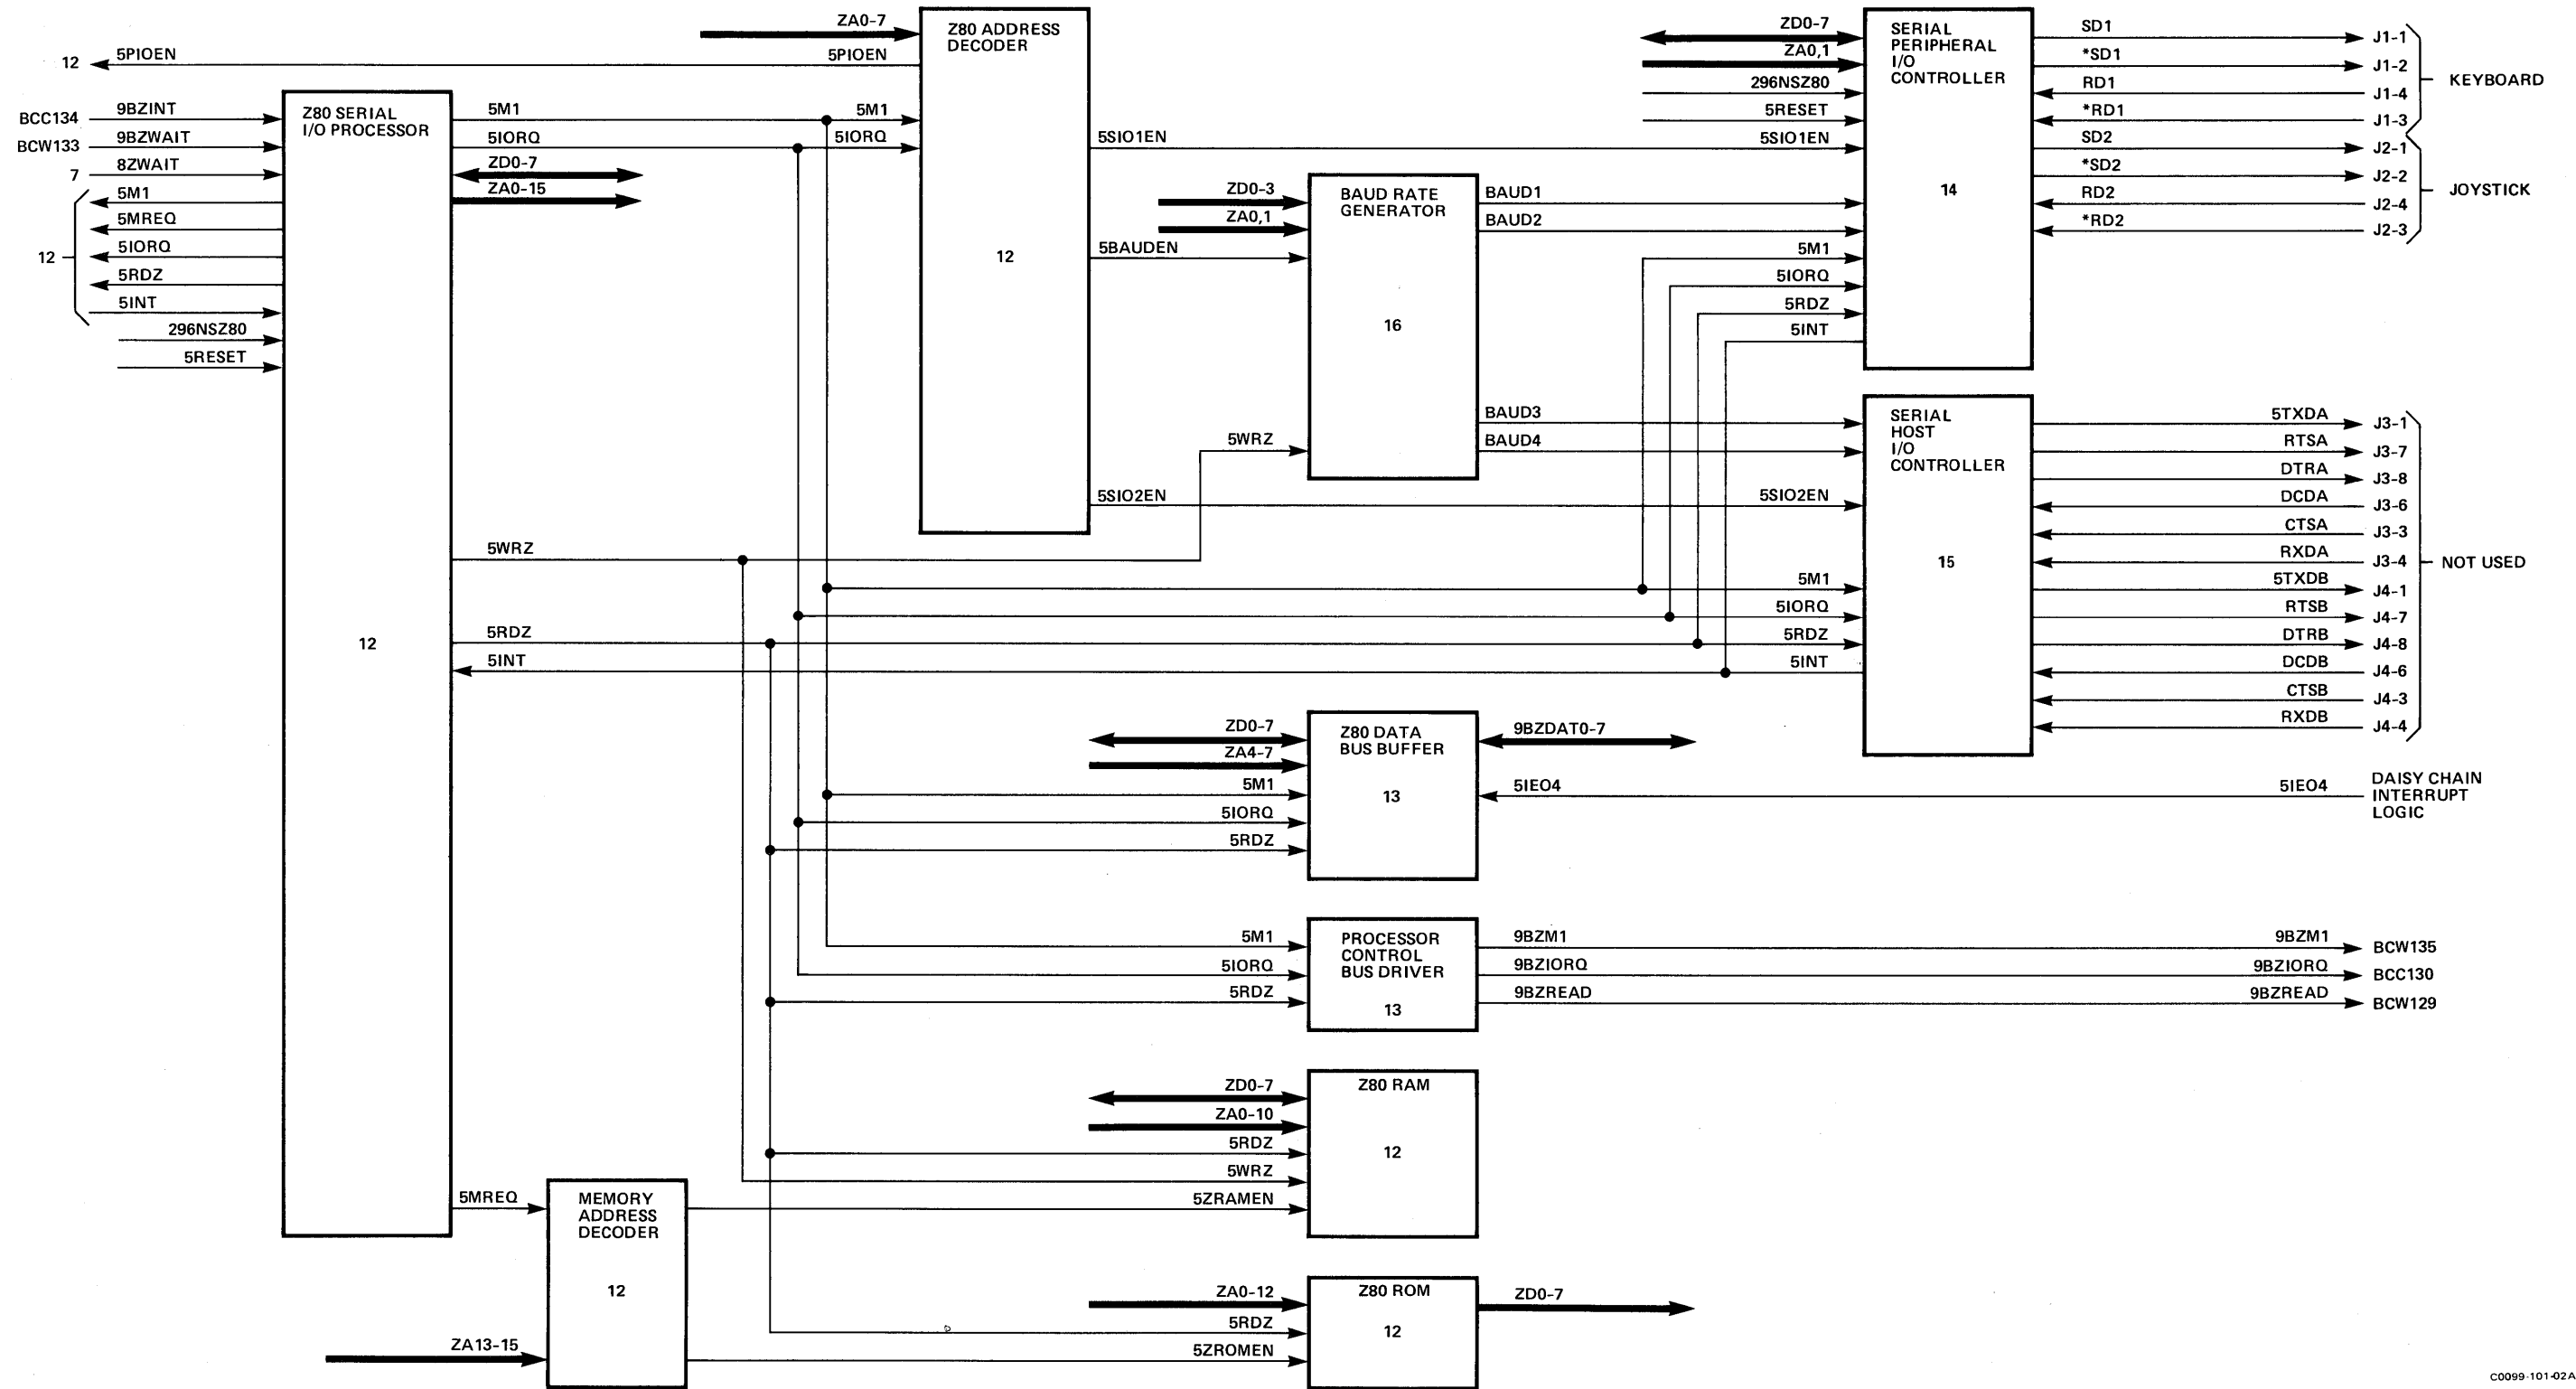 ZA0-7
5PIOEN
5PIOEN
12
Z80 ADDRESS
DECODER
12
BCC134
9BZINT
BCW133
9BZWAIT
7
8ZWAIT
5M1
5MREQ
5IORQ
5RDZ
5INT
12
296NSZ80
5RESET
Z80 SERIAL
I/O PROCESSOR
12
5M1
5M1
5IORQ
5IORQ
ZD0-7
ZA0-15
5SIO1EN
5SIO1EN
5BAUDEN
5SIO2EN
5SIO2EN
ZD0-3
ZA0,1
5WRZ
BAUD RATE
GENERATOR
16
BAUD1
BAUD2
BAUD3
BAUD4
ZD0-7
ZA0,1
296NSZ80
5RESET
5M1
5IORQ
5RDZ
5INT
SERIAL
PERIPHERAL
I/O
CONTROLLER
14
SD1
J1-1
*SD1
J1-2
RD1
J1-4
*RD1
J1-3
KEYBOARD
SD2
J2-1
*SD2
J2-2
RD2
J2-4
*RD2
J2-3
JOYSTICK
SERIAL
HOST
I/O
CONTROLLER
15
5TXDA
J3-1
RTSA
J3-7
DTRA
J3-8
DCDA
J3-6
CTSA
J3-3
RXDA
J3-4
5TXDB
J4-1
RTSB
J4-7
DTRB
J4-8
DCDB
J4-6
CTSB
J4-3
RXDB
J4-4
NOT USED
5WRZ
5M1
5IORQ
5RDZ
5RDZ
5INT
5INT
ZD0-7
ZA4-7
5M1
5IORQ
5RDZ
Z80 DATA
BUS BUFFER
13
9BZDAT0-7
5IEO4
5IEO4
DAISY CHAIN
INTERRUPT
LOGIC
5M1
5IORQ
5RDZ
PROCESSOR
CONTROL
BUS DRIVER
13
9BZM1
9BZM1
BCW135
9BZIORQ
9BZIORQ
BCC130
9BZREAD
9BZREAD
BCW129
ZD0-7
ZA0-10
5RDZ
5WRZ
5ZRAMEN
Z80 RAM
12
5MREQ
ZA13-15
MEMORY
ADDRESS
DECODER
12
ZA0-12
5RDZ
5ZROMEN
Z80 ROM
12
ZD0-7
C0099-101-02A